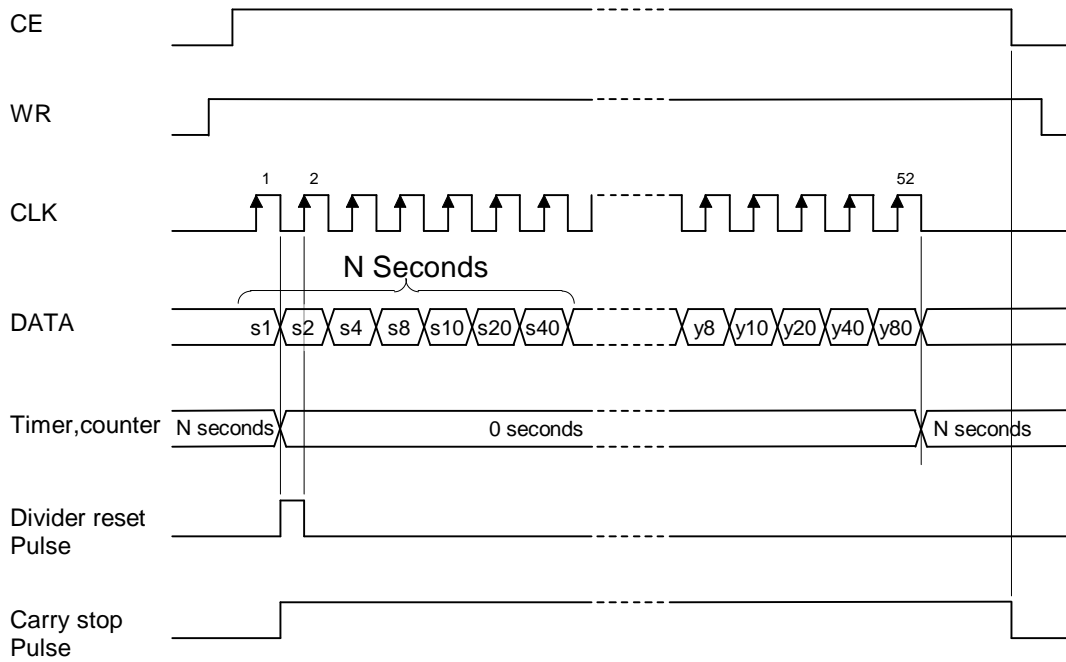 CE
WR
1 2 52
CLK
N Seconds
DATA
s1 s2 s4 s8 s10 s20 s40 y8 y10 y20 y40 y80
Timer,counter
N seconds 0 seconds N seconds
Divider reset
Pulse
Carry stop
Pulse